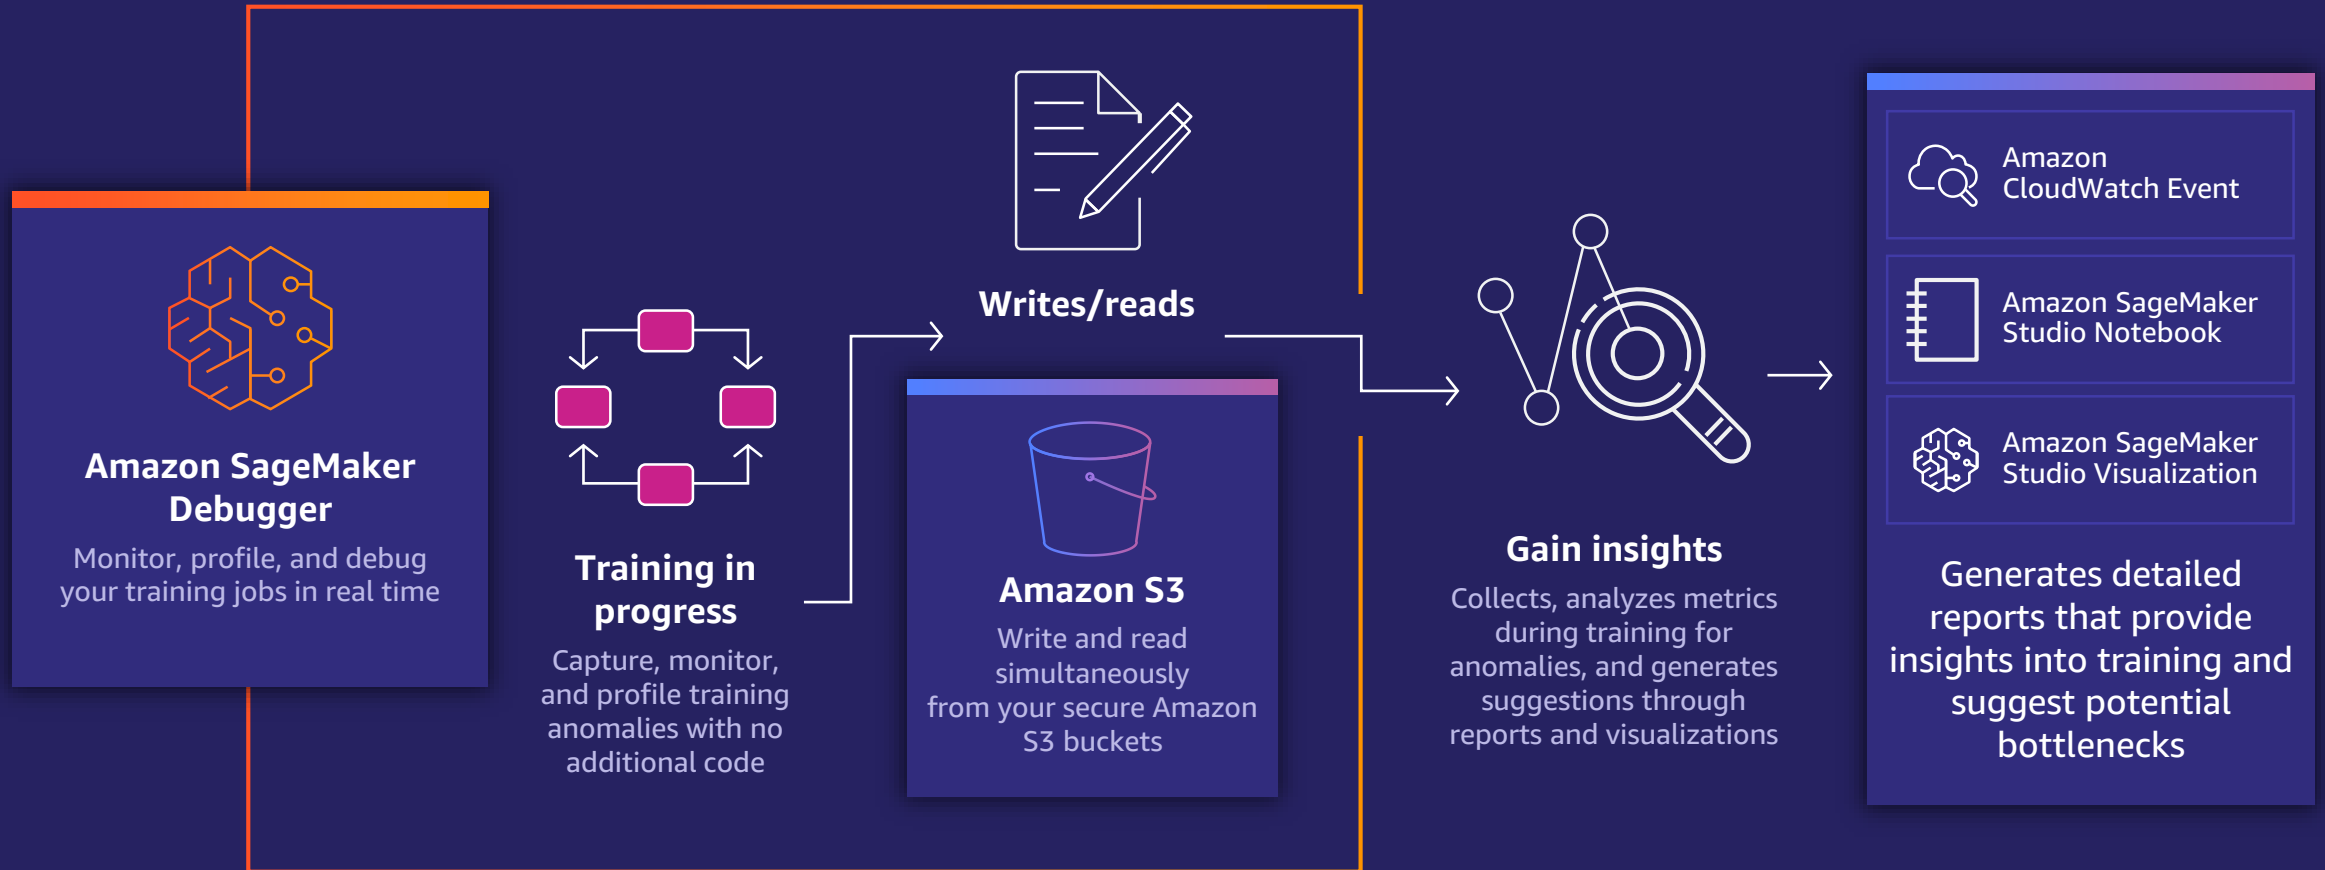 Amazon SageMaker
Debugger
Monitor, profile, and debug
your training jobs in real time
Training in
progress
Capture, monitor,
and profile training
anomalies with no
additional code
Writes/reads
Amazon S3
Write and read
simultaneously
from your secure Amazon
S3 buckets
Gain insights
Collects, analyzes metrics
during training for
anomalies, and generates
suggestions through
reports and visualizations
Amazon
CloudWatch Event
Amazon SageMaker
Studio Notebook
Amazon SageMaker
Studio Visualization
Generates detailed
reports that provide
insights into training and
suggest potential
bottlenecks